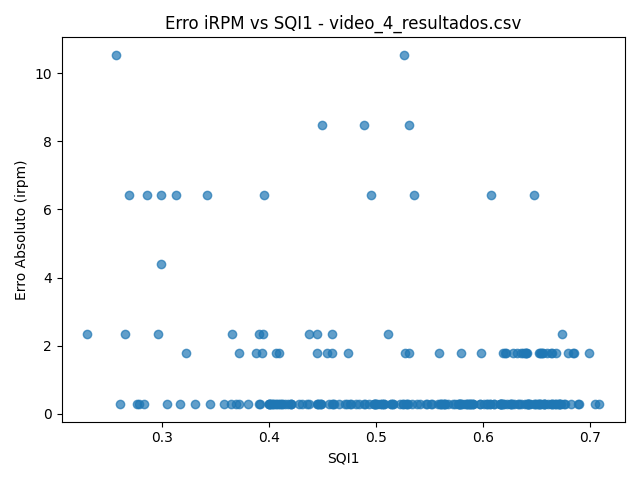 Erro iRPM vs SQI1 - video_4_resultados.csv
Erro Absoluto (irpm)
10
8
6
4
2
0
0.3 0.4 0.5 0.6 0.7
SQI1